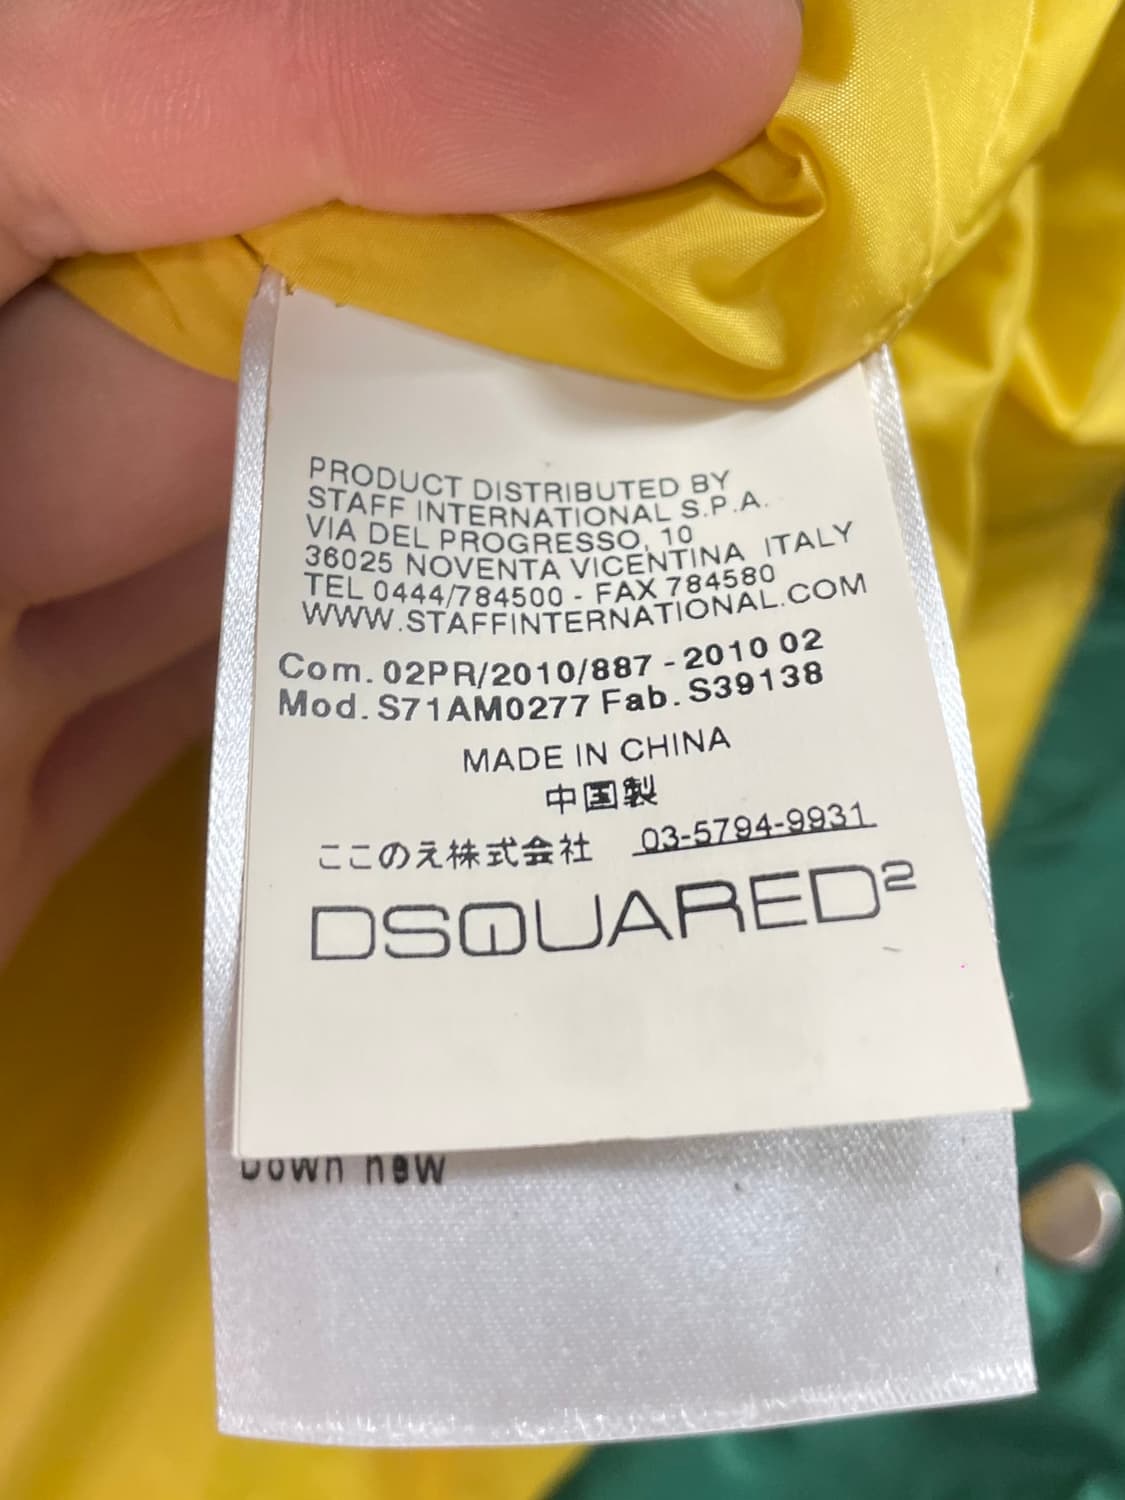 PRODUCT DISTRIBUTED BY
STAFF INTERNATIONAL S.P.A.
VIA DEL PROGRESSO, 10
36025 NOVENTA VICENTINA ITALY
TEL 0444/784500 - FAX 784580
WWW.STAFFINTERNATIONAL.COM
Com. 02PR/2010/887 - 2010 02
Mod. S71AM0277 Fab. S39138
MADE IN CHINA
中国製
ここのえ株式会社 03-5794-9931
DSQUARED²
Down new